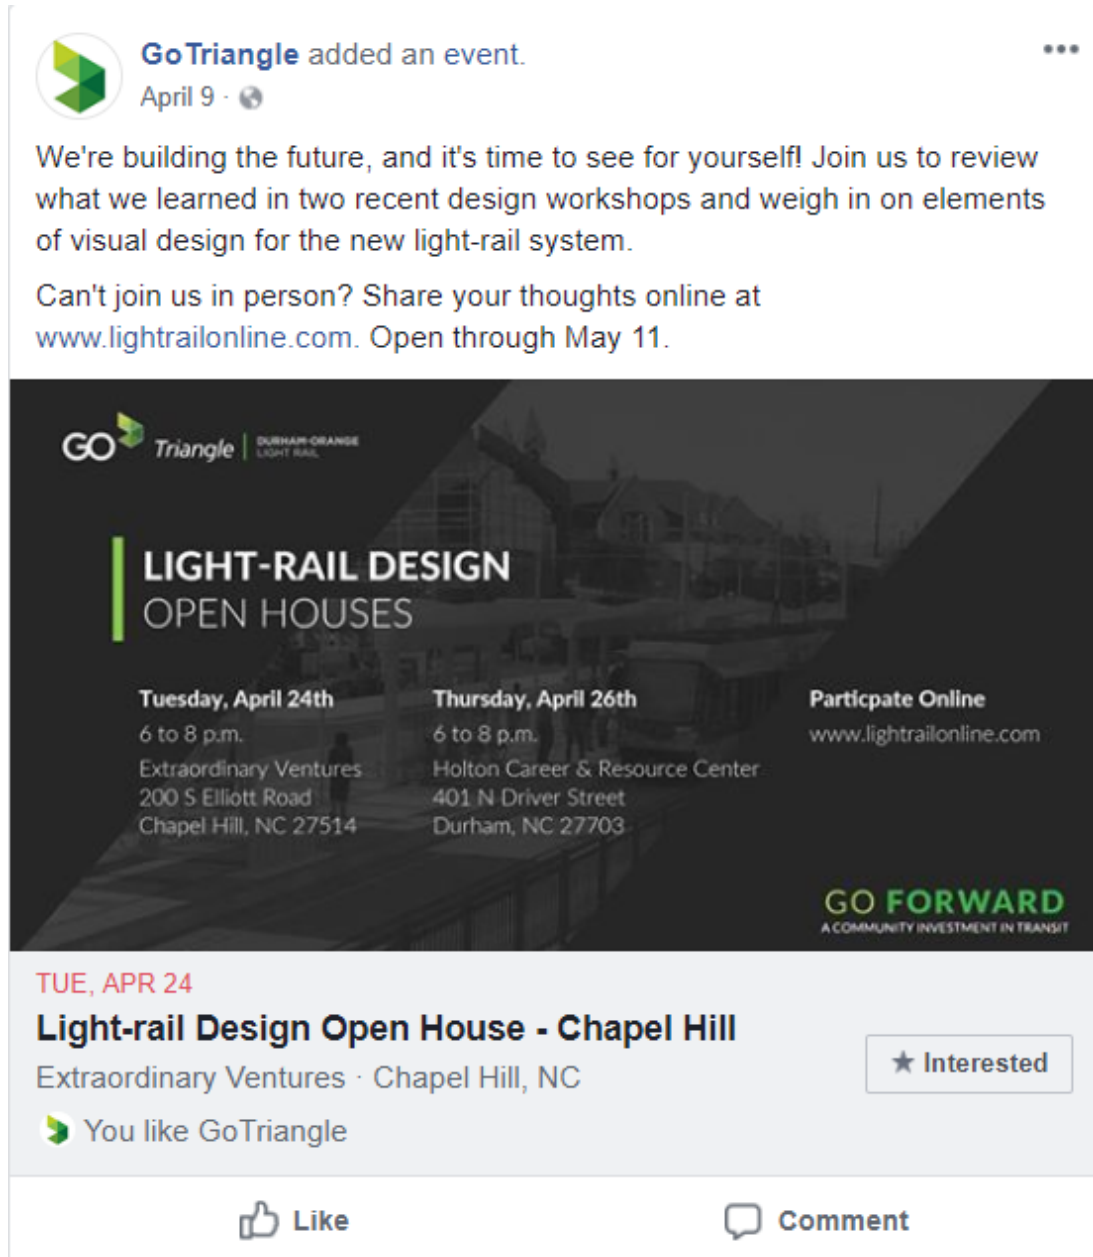 GoTriangle added an event.
April 9 ·
We're building the future, and it's time to see for yourself! Join us to review
what we learned in two recent design workshops and weigh in on elements
of visual design for the new light-rail system.
Can't join us in person? Share your thoughts online at
www.lightrailonline.com. Open through May 11.
GO Triangle | DURHAM-ORANGE
LIGHT RAIL
LIGHT-RAIL DESIGN
OPEN HOUSES
Tuesday, April 24th
6 to 8 p.m.
Extraordinary Ventures
200 S Elliott Road
Chapel Hill, NC 27514
Thursday, April 26th
6 to 8 p.m.
Holton Career & Resource Center
401 N Driver Street
Durham, NC 27703
Particpate Online
www.lightrailonline.com
GO FORWARD
A COMMUNITY INVESTMENT IN TRANSIT
TUE, APR 24
Light-rail Design Open House - Chapel Hill
Extraordinary Ventures · Chapel Hill, NC
Interested
You like GoTriangle
Like
Comment